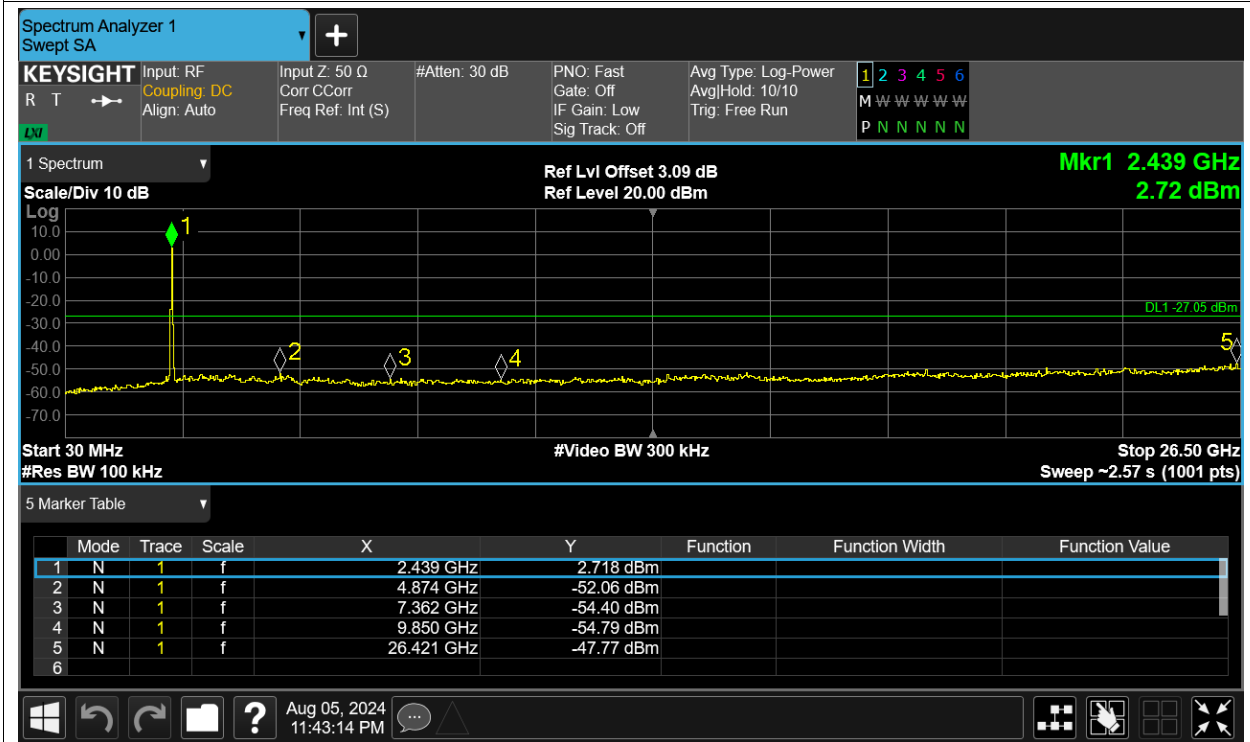 Spectrum Analyzer 1
Swept SA
+
KEYSIGHT
R T
LXI
Input: RF
Coupling: DC
Align: Auto
Input Z: 50 Ω
Corr CCorr
Freq Ref: Int (S)
#Atten: 30 dB
PNO: Fast
Gate: Off
IF Gain: Low
Sig Track: Off
Avg Type: Log-Power
Avg|Hold: 10/10
Trig: Free Run
1 2 3 4 5 6
M W W W W W
P N N N N N
1 Spectrum
Scale/Div 10 dB
Ref Lvl Offset 3.09 dB
Ref Level 20.00 dBm
Mkr1 2.439 GHz
2.72 dBm
Log
10.0
0.00
-10.0
-20.0
-30.0
-40.0
-50.0
-60.0
-70.0
1
2
3
4
5
DL1 -27.05 dBm
Start 30 MHz
#Res BW 100 kHz
#Video BW 300 kHz
Stop 26.50 GHz
Sweep ~2.57 s (1001 pts)
5 Marker Table
Mode Trace Scale X Y Function Function Width Function Value
1 N 1 f 2.439 GHz 2.718 dBm
2 N 1 f 4.874 GHz -52.06 dBm
3 N 1 f 7.362 GHz -54.40 dBm
4 N 1 f 9.850 GHz -54.79 dBm
5 N 1 f 26.421 GHz -47.77 dBm
6
?
Aug 05, 2024
11:43:14 PM